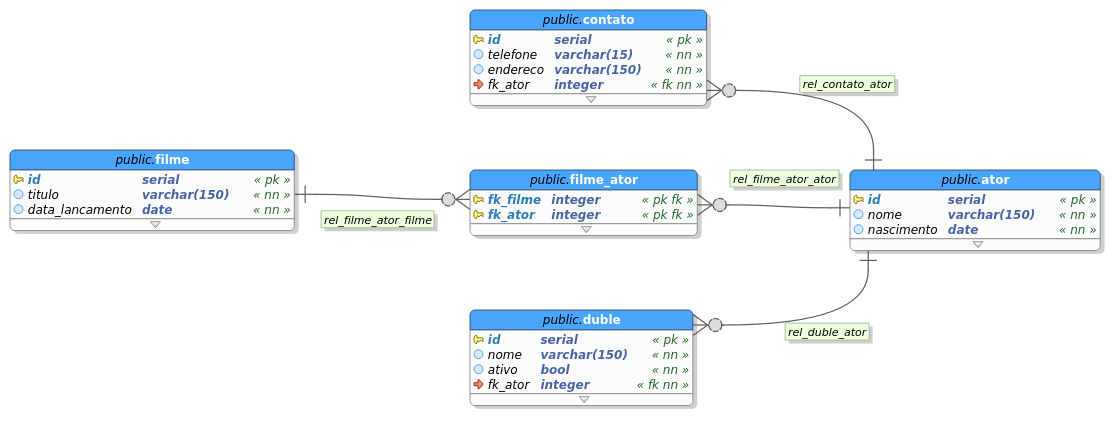 public.contato
id serial « pk »
telefone varchar(15) « nn »
endereco varchar(150) « nn »
fk_ator integer « fk nn »
rel_contato_ator
public.filme
id serial « pk »
titulo varchar(150) « nn »
data_lancamento date « nn »
rel_filme_ator_filme
public.filme_ator
fk_filme integer « pk fk »
fk_ator integer « pk fk »
rel_filme_ator_ator
public.ator
id serial « pk »
nome varchar(150) « nn »
nascimento date « nn »
public.duble
id serial « pk »
nome varchar(150) « nn »
ativo bool « nn »
fk_ator integer « fk nn »
rel_duble_ator